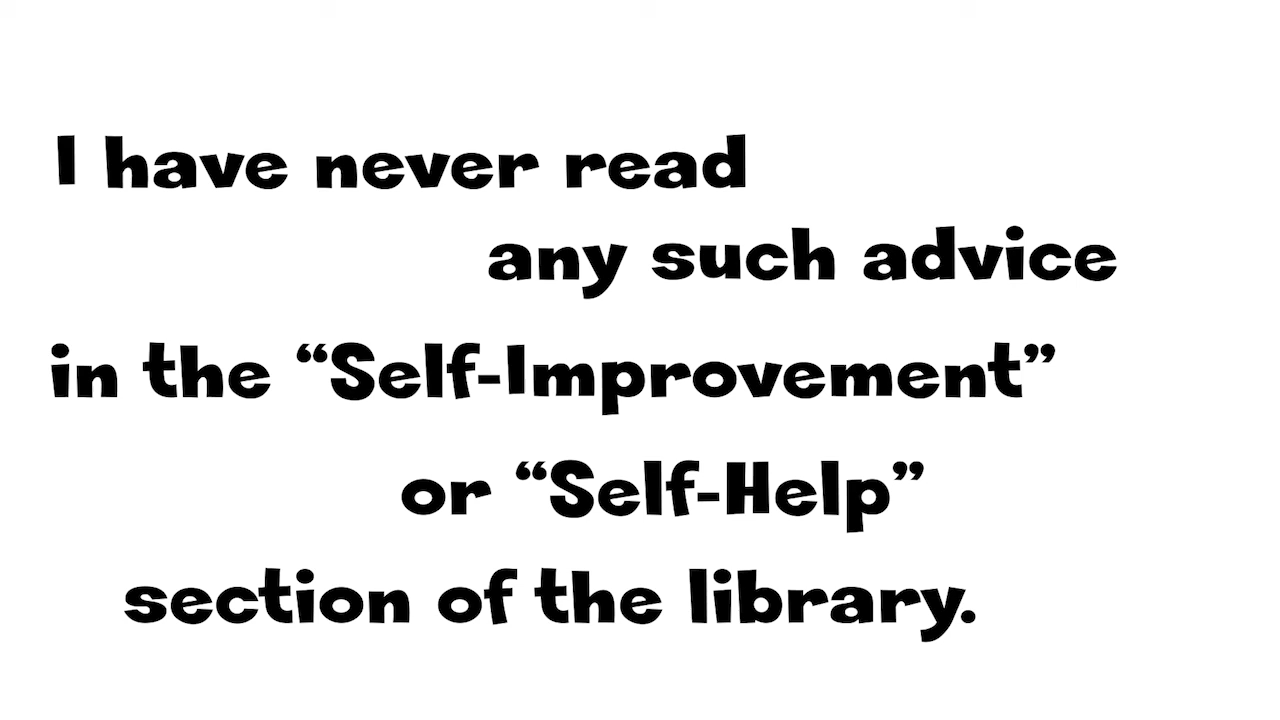 I have never read
any such advice
in the “Self-Improvement”
or “Self-Help”
section of the library.